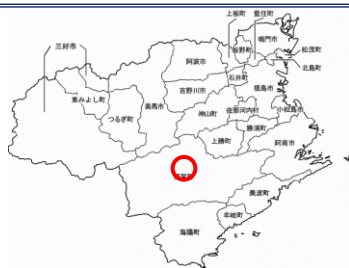 上板町
藍住町
鳴門市
三好市
松茂町
阿波市
板野町
北島町
石井町
徳島市
東みよし町
吉野川市
美馬市
つるぎ町
神山町
佐那河内村
小松島市
勝浦町
上勝町
阿南市
美波町
牟岐町
海陽町